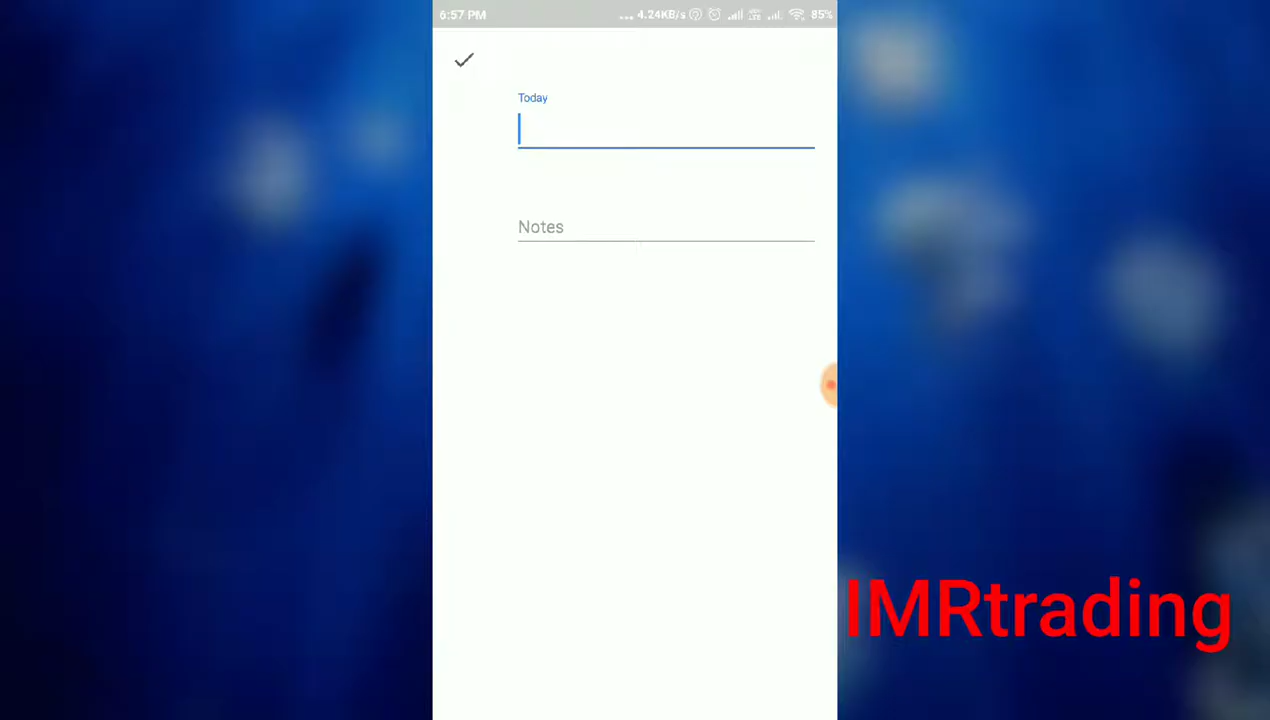 6:57 PM
... 4.24KB/s
85%
Today
Notes
IMRtrading